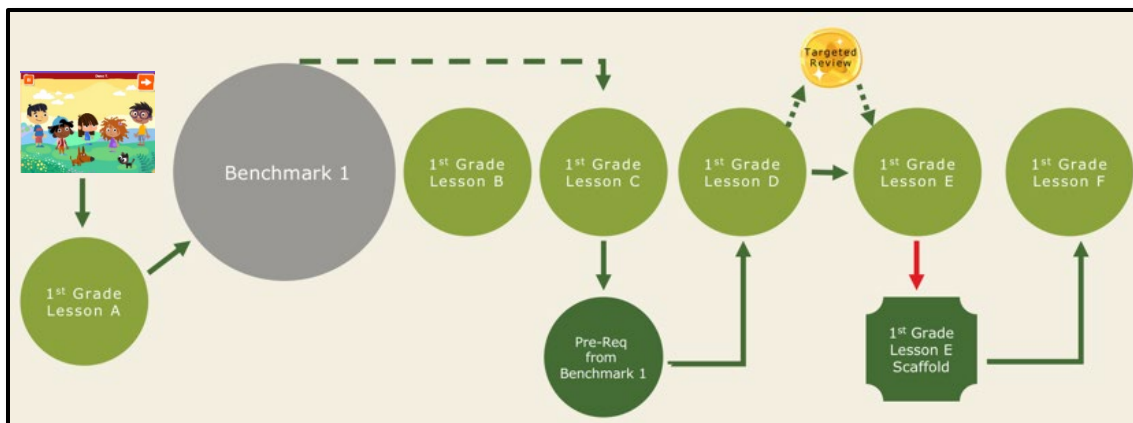 Benchmark 1
1st Grade
Lesson A
1st Grade
Lesson B
1st Grade
Lesson C
Pre-Req
from
Benchmark 1
1st Grade
Lesson D
Targeted
Review
1st Grade
Lesson E
1st Grade
Lesson E
Scaffold
1st Grade
Lesson F